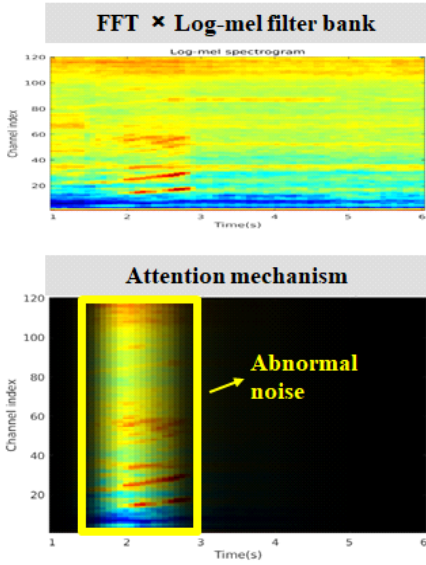 FFT × Log-mel filter bank
Log-mel spectrogram
120
100
80
60
40
20
Channel index
1 2 3 4 5 6
Time(s)
Attention mechanism
120
100
80
60
40
20
Channel index
Abnormal
noise
1 2 3 4 5 6
Time(s)